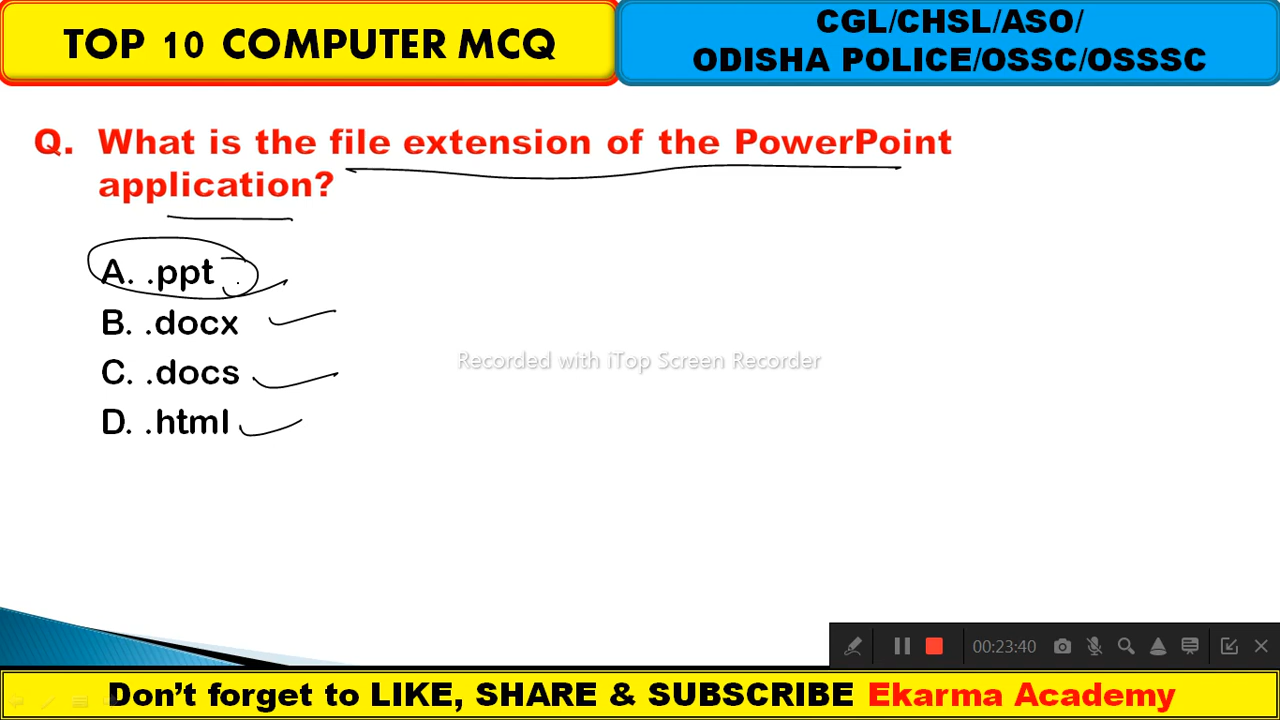 TOP 10 COMPUTER MCQ
CGL/CHSL/ASO/
ODISHA POLICE/OSSC/OSSSC
Q. What is the file extension of the PowerPoint
application?
A. .ppt
B. .docx
C. .docs
D. .html
Recorded with iTop Screen Recorder
00:23:40
Don't forget to LIKE, SHARE & SUBSCRIBE Ekarma Academy